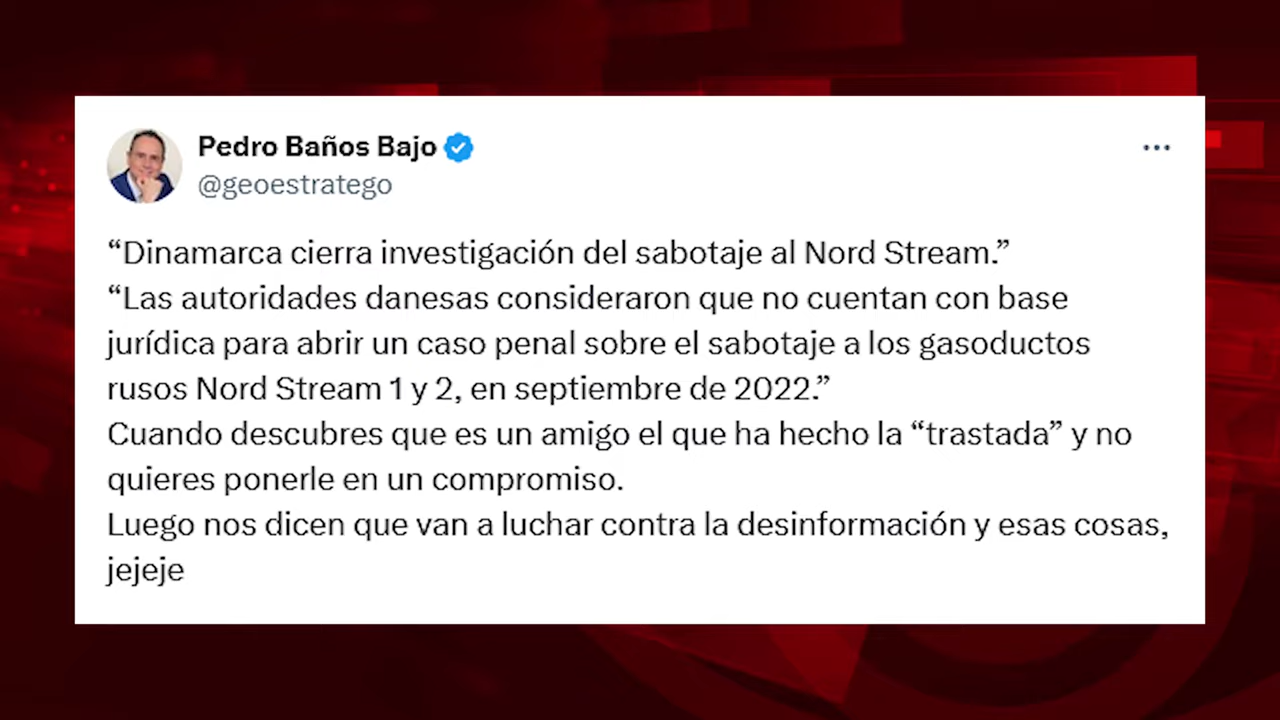 Pedro Baños Bajo
@geoestratego
“Dinamarca cierra investigación del sabotaje al Nord Stream.”
“Las autoridades danesas consideraron que no cuentan con base
jurídica para abrir un caso penal sobre el sabotaje a los gasoductos
rusos Nord Stream 1 y 2, en septiembre de 2022.”
Cuando descubres que es un amigo el que ha hecho la “trastada” y no
quieres ponerle en un compromiso.
Luego nos dicen que van a luchar contra la desinformación y esas cosas,
jejeje